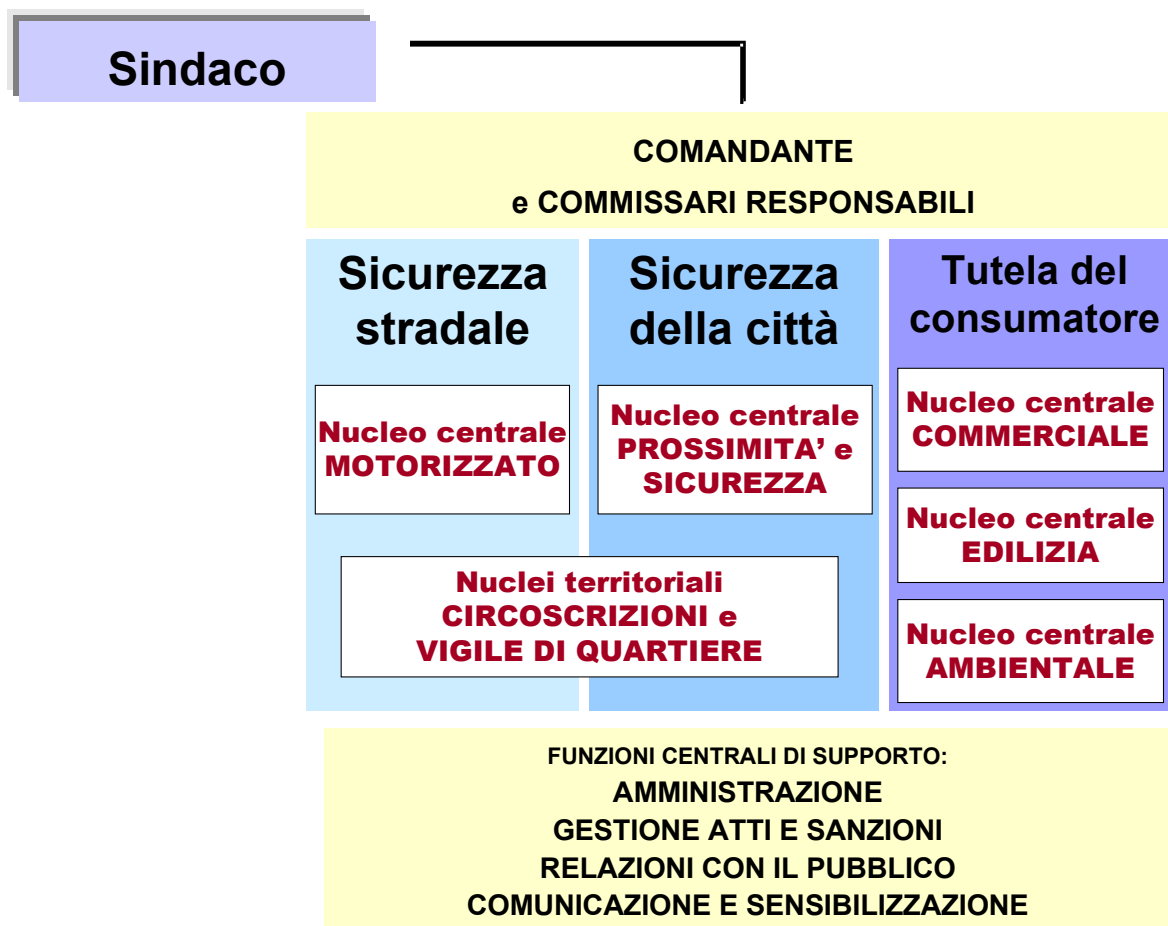 Sindaco
COMANDANTE
e COMMISSARI RESPONSABILI
Sicurezza
stradale
Nucleo centrale
MOTORIZZATO
Sicurezza
della città
Nucleo centrale
PROSSIMITA’ e
SICUREZZA
Nuclei territoriali
CIRCOSCRIZIONI e
VIGILE DI QUARTIERE
Tutela del
consumatore
Nucleo centrale
COMMERCIALE
Nucleo centrale
EDILIZIA
Nucleo centrale
AMBIENTALE
FUNZIONI CENTRALI DI SUPPORTO:
AMMINISTRAZIONE
GESTIONE ATTI E SANZIONI
RELAZIONI CON IL PUBBLICO
COMUNICAZIONE E SENSIBILIZZAZIONE